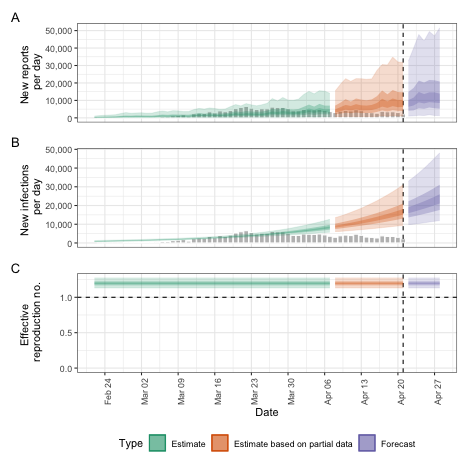 A
New reports
per day
50,000
40,000
30,000
20,000
10,000
0
B
New infections
per day
50,000
40,000
30,000
20,000
10,000
0
C
Effective
reproduction no.
1.0
0.5
0.0
Feb 24
Mar 02
Mar 09
Mar 16
Mar 23
Mar 30
Apr 06
Apr 13
Apr 20
Apr 27
Date
Type Estimate Estimate based on partial data Forecast